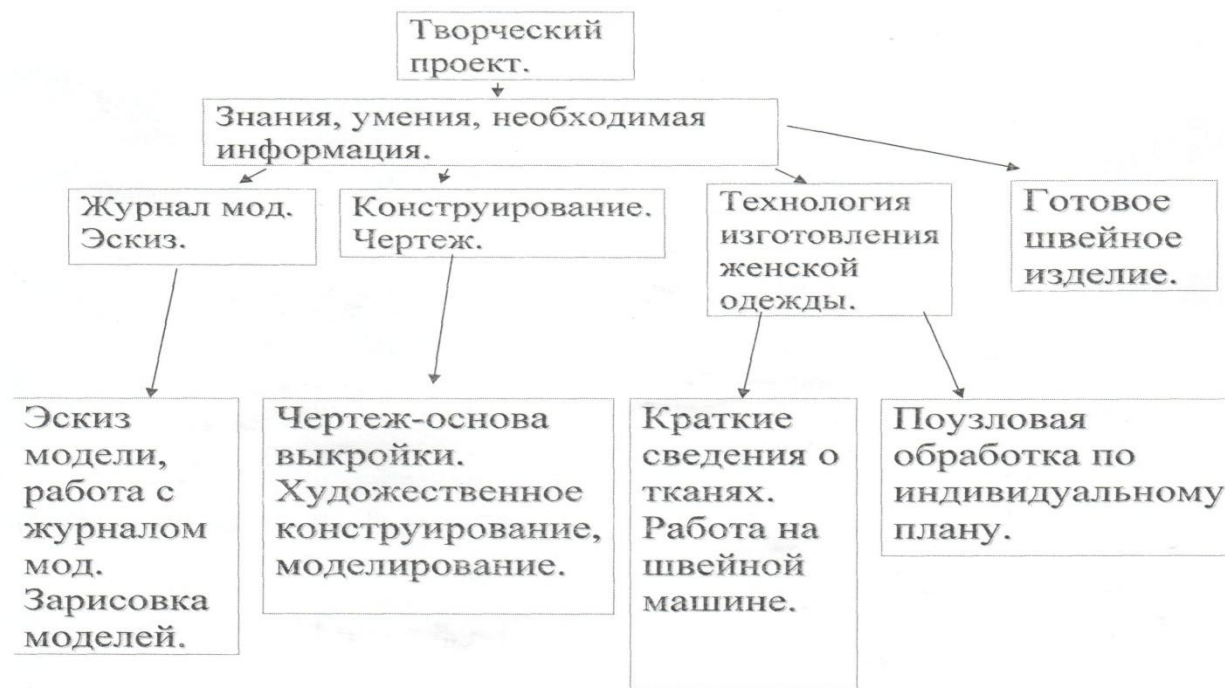 Творческий
проект.
Знания, умения, необходимая
информация.
Журнал мод.
Эскиз.
Конструирование.
Чертеж.
Технология
изготовления
женской
одежды.
Готовое
швейное
изделие.
Эскиз
модели,
работа с
журналом
мод.
Зарисовка
моделей.
Чертеж-основа
выкройки.
Художественное
конструирование,
моделирование.
Краткие
сведения о
тканях.
Работа на
швейной
машине.
Поузловая
обработка по
индивидуальному
плану.